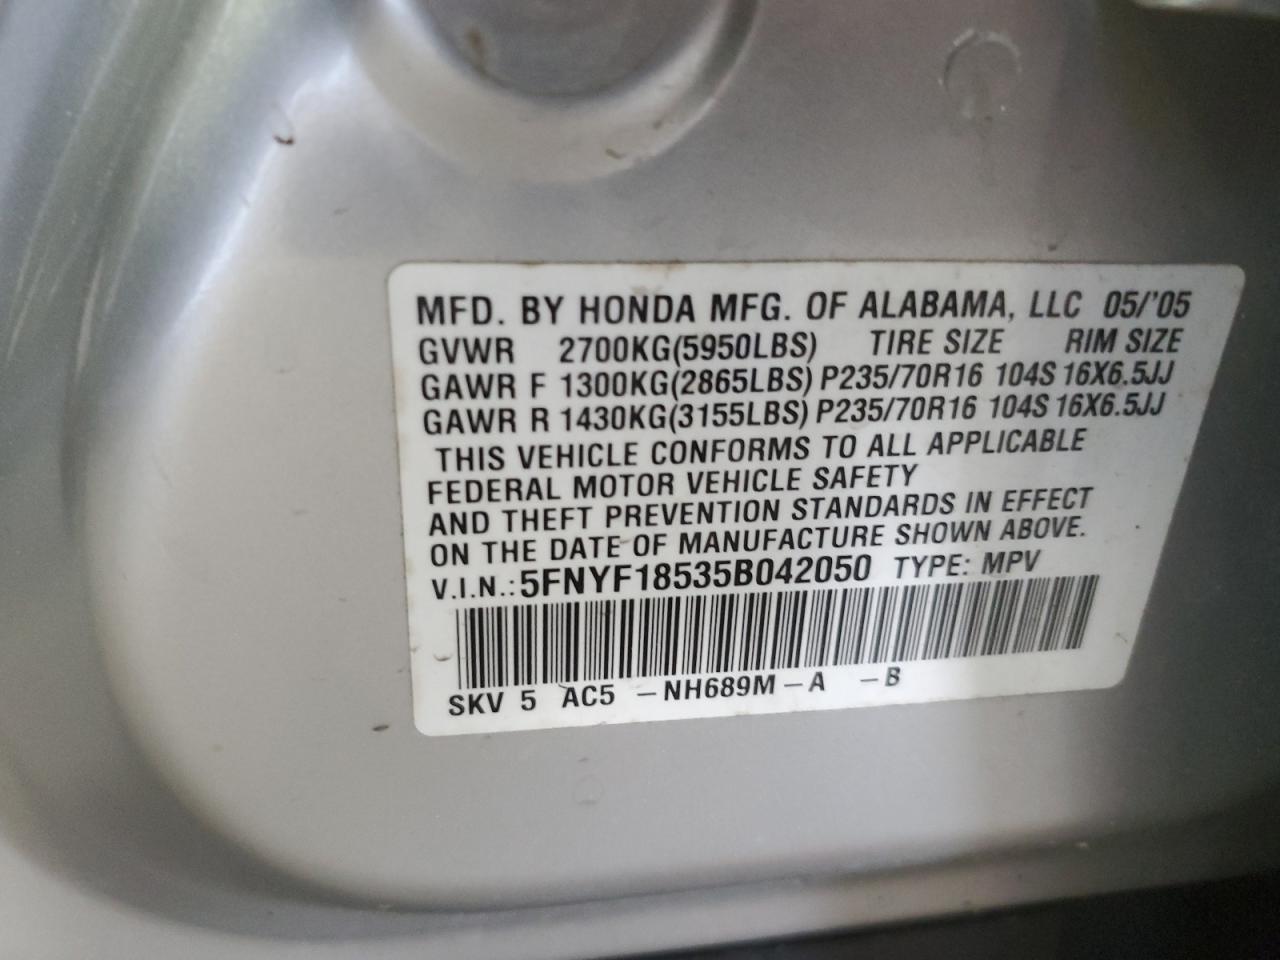 MFD. BY HONDA MFG. OF ALABAMA, LLC 05/'05
GVWR 2700KG(5950LBS) TIRE SIZE RIM SIZE
GAWR F 1300KG(2865LBS) P235/70R16 104S 16X6.5JJ
GAWR R 1430KG(3155LBS) P235/70R16 104S 16X6.5JJ
THIS VEHICLE CONFORMS TO ALL APPLICABLE
FEDERAL MOTOR VEHICLE SAFETY
AND THEFT PREVENTION STANDARDS IN EFFECT
ON THE DATE OF MANUFACTURE SHOWN ABOVE.
V.I.N.: 5FNYF18535B042050 TYPE: MPV
SKV 5 AC5 -NH689M-A -B